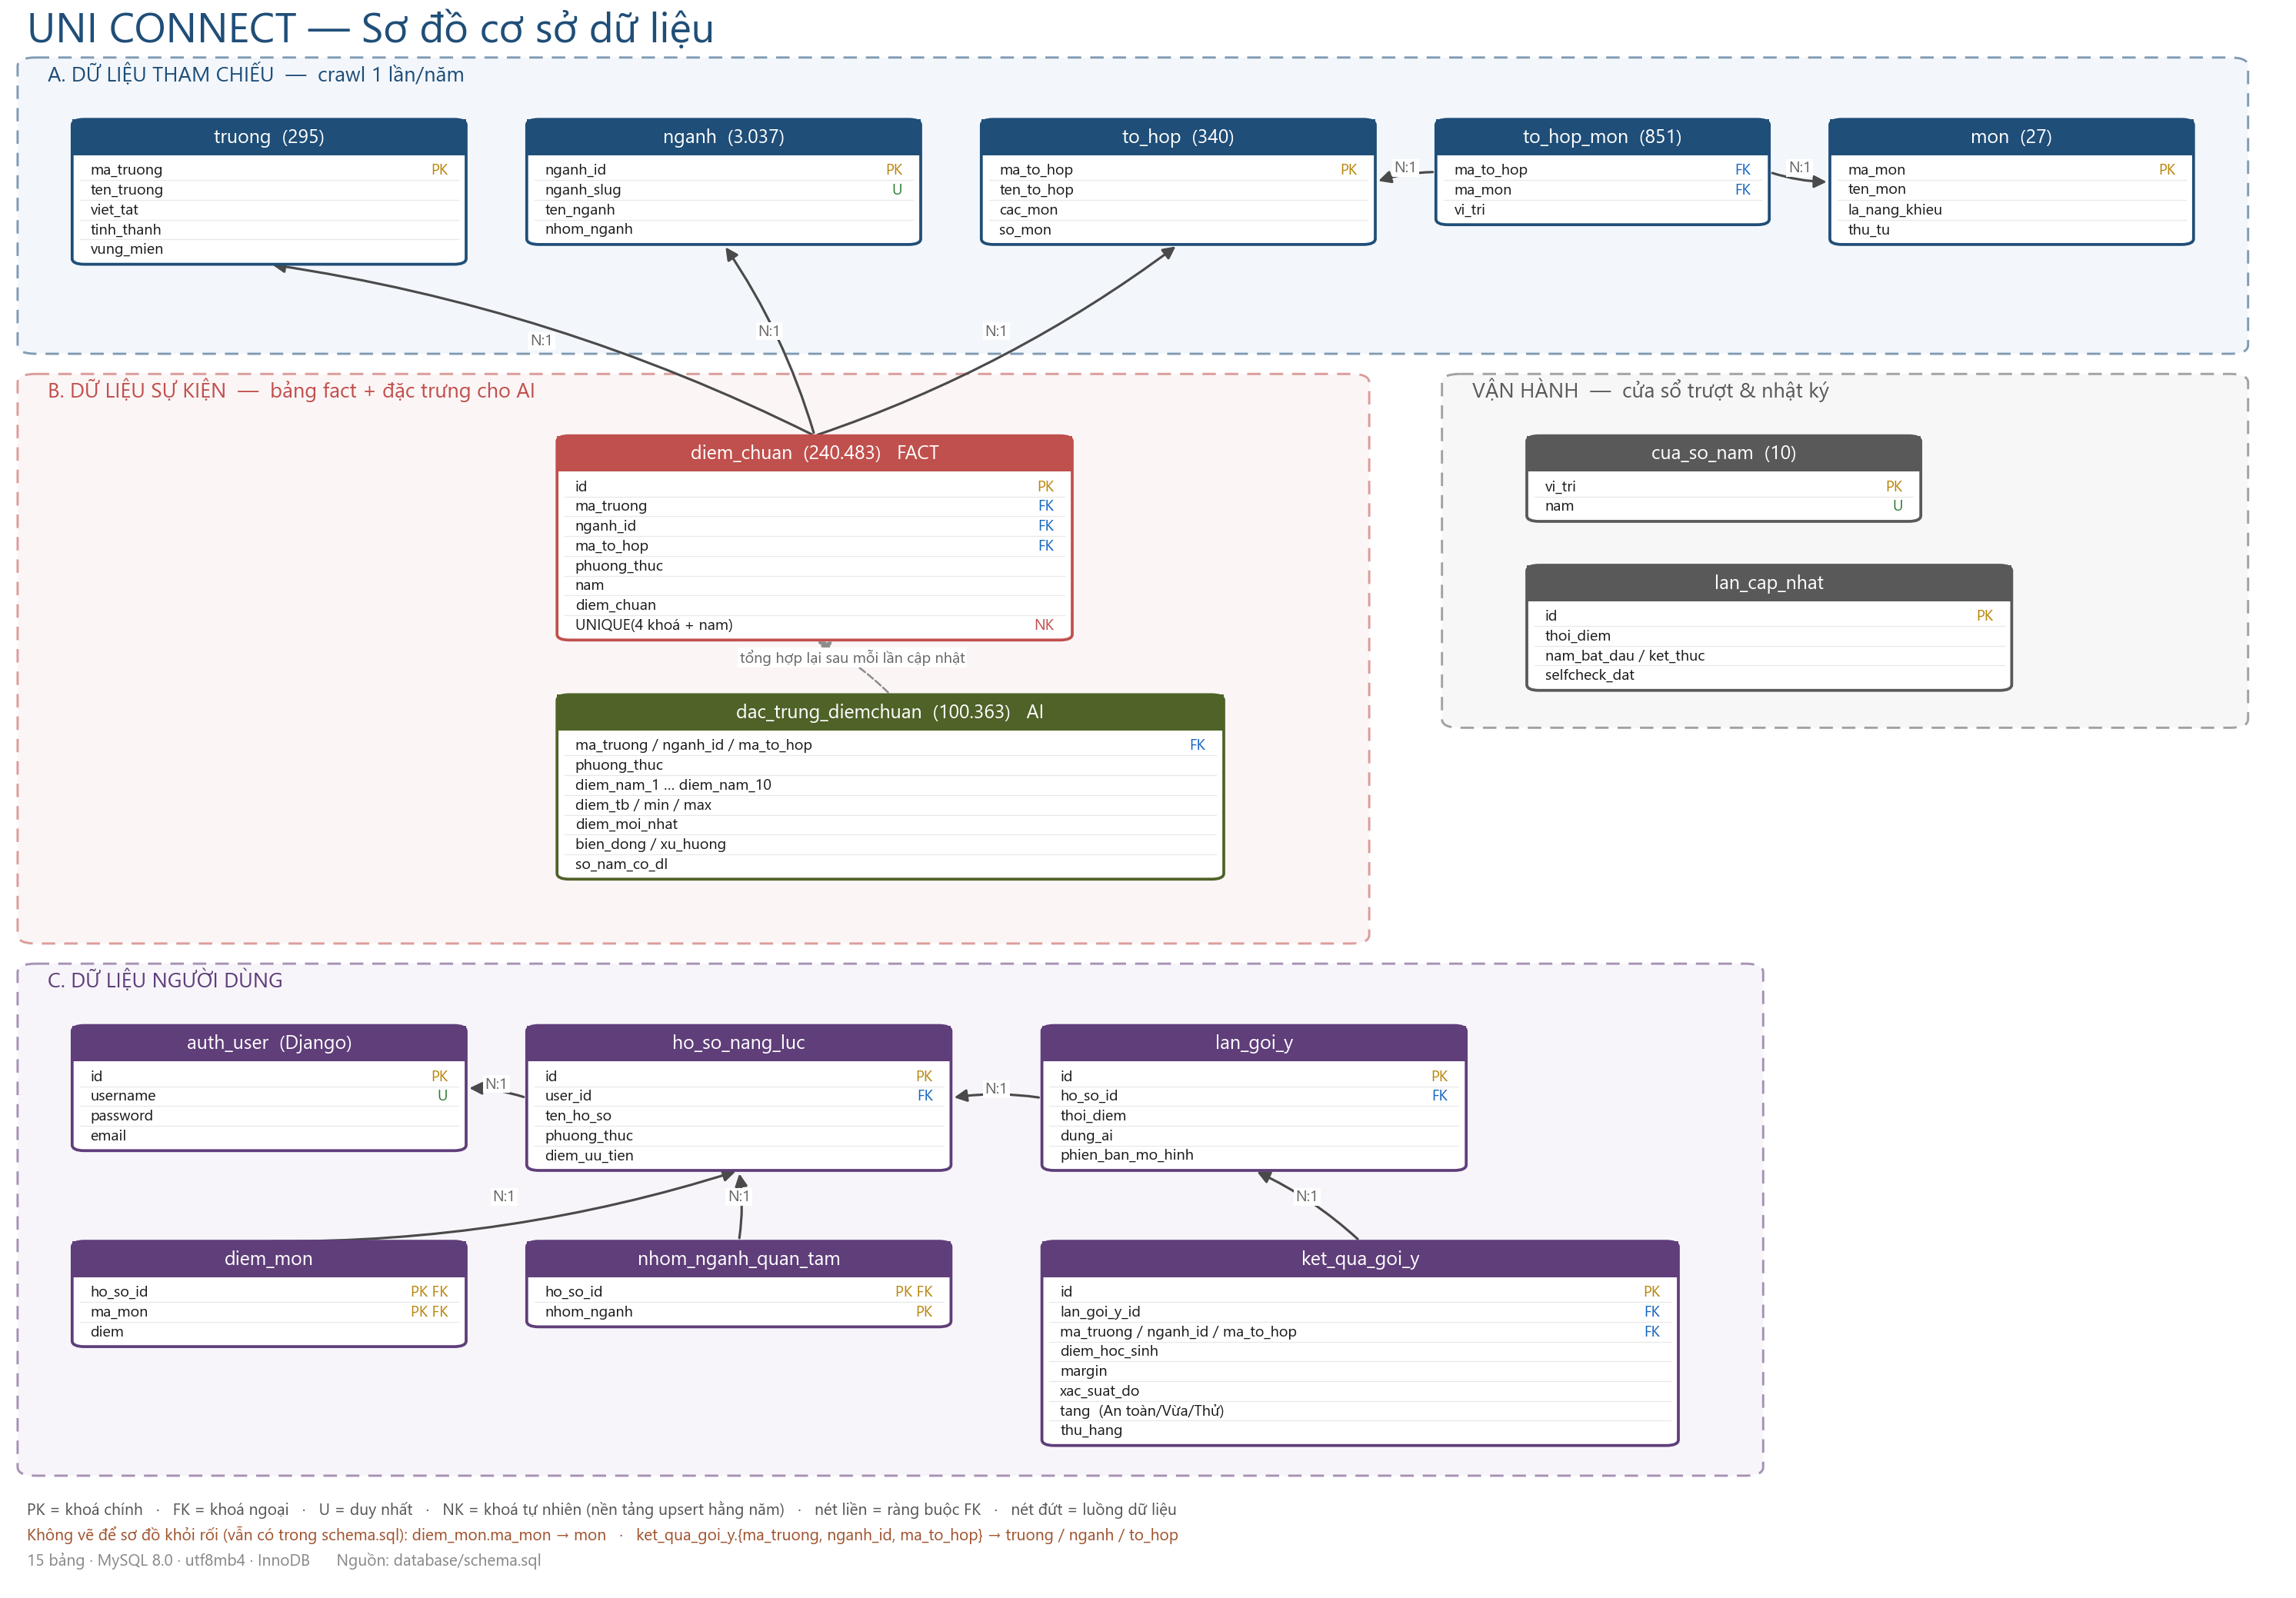 UNI CONNECT — Sơ đồ cơ sở dữ liệu
A. DỮ LIỆU THAM CHIẾU — crawl 1 lần/năm
truong (295)
ma_truong PK
ten_truong
viet_tat
tinh_thanh
vung_mien
nganh (3.037)
nganh_id PK
nganh_slug U
ten_nganh
nhom_nganh
to_hop (340)
ma_to_hop PK
ten_to_hop
cac_mon
so_mon
N:1
to_hop_mon (851)
ma_to_hop FK
ma_mon FK
vi_tri
N:1
mon (27)
ma_mon PK
ten_mon
la_nang_khieu
thu_tu
N:1
N:1
N:1
B. DỮ LIỆU SỰ KIỆN — bảng fact + đặc trưng cho AI
diem_chuan (240.483) FACT
id PK
ma_truong FK
nganh_id FK
ma_to_hop FK
phuong_thuc
nam
diem_chuan
UNIQUE(4 khoá + nam) NK
tổng hợp lại sau mỗi lần cập nhật
dac_trung_diemchuan (100.363) AI
ma_truong / nganh_id / ma_to_hop FK
phuong_thuc
diem_nam_1 ... diem_nam_10
diem_tb / min / max
diem_moi_nhat
bien_dong / xu_huong
so_nam_co_dl
VẬN HÀNH — cửa sổ trượt & nhật ký
cua_so_nam (10)
vi_tri PK
nam U
lan_cap_nhat
id PK
thoi_diem
nam_bat_dau / ket_thuc
selfcheck_dat
C. DỮ LIỆU NGƯỜI DÙNG
auth_user (Django)
id PK
username U
password
email
N:1
ho_so_nang_luc
id PK
user_id FK
ten_ho_so
phuong_thuc
diem_uu_tien
N:1
lan_goi_y
id PK
ho_so_id FK
thoi_diem
dung_ai
phien_ban_mo_hinh
N:1
N:1
N:1
diem_mon
ho_so_id PK FK
ma_mon PK FK
diem
nhom_nganh_quan_tam
ho_so_id PK FK
nhom_nganh PK
ket_qua_goi_y
id PK
lan_goi_y_id FK
ma_truong / nganh_id / ma_to_hop FK
diem_hoc_sinh
margin
xac_suat_do
tang (An toàn/Vừa/Thử)
thu_hang
PK = khoá chính · FK = khoá ngoại · U = duy nhất · NK = khoá tự nhiên (nền tảng upsert hằng năm) · nét liền = ràng buộc FK · nét đứt = luồng dữ liệu
Không vẽ để sơ đồ khỏi rối (vẫn có trong schema.sql): diem_mon.ma_mon → mon · ket_qua_goi_y.{ma_truong, nganh_id, ma_to_hop} → truong / nganh / to_hop
15 bảng · MySQL 8.0 · utf8mb4 · InnoDB Nguồn: database/schema.sql